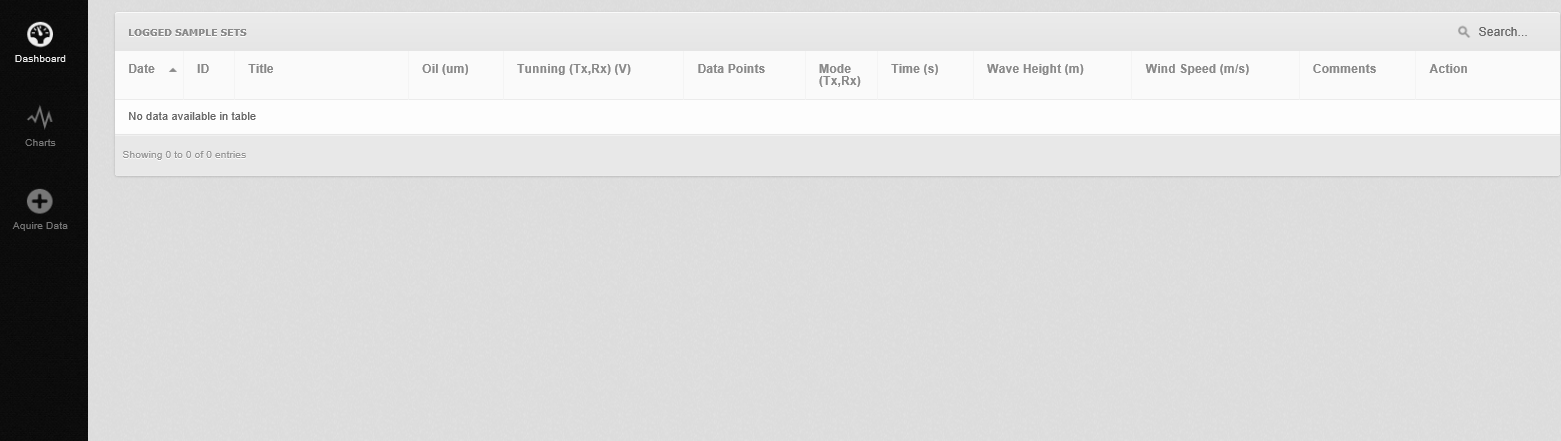 Dashboard
Charts
Aquire Data
LOGGED SAMPLE SETS
Search...
Date ID Title Oil (um) Tunning (Tx,Rx) (V) Data Points Mode (Tx,Rx) Time (s) Wave Height (m) Wind Speed (m/s) Comments Action
No data available in table
Showing 0 to 0 of 0 entries